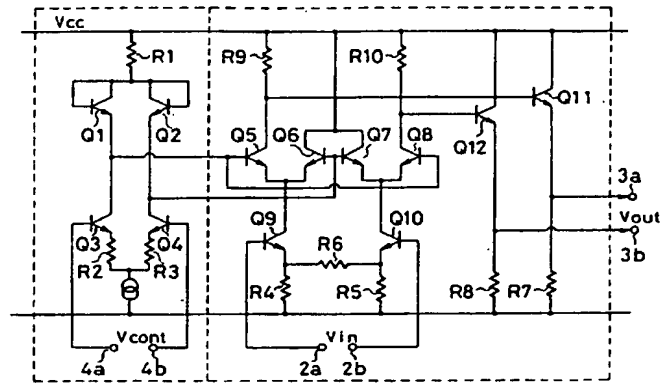 Vcc
R1
R9
R10
Q1
Q2
Q5
Q6
Q7
Q8
Q12
Q11
3a
Vout
3b
Q3
Q4
R2
R3
Q9
Q10
R6
R4
R5
R8
R7
Vcont
4a
4b
Vin
2a
2b